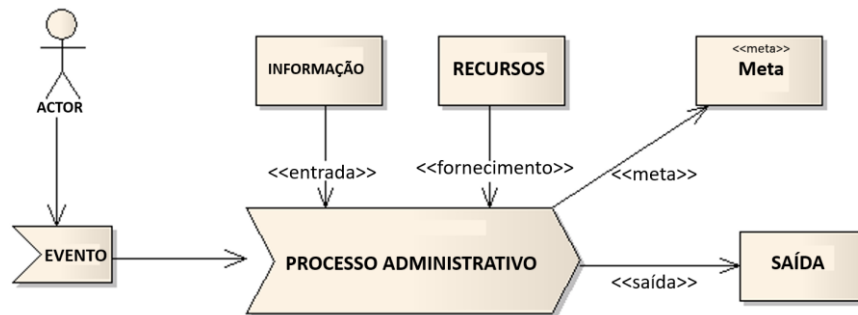 <<meta>>
Meta
INFORMAÇÃO
RECURSOS
ACTOR
<<entrada>>
<<fornecimento>>
<<meta>>
EVENTO
PROCESSO ADMINISTRATIVO
SAÍDA
<<saída>>